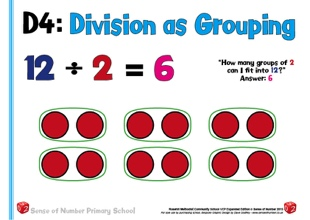 D4: Division as Grouping
12 ÷ 2 = 6
"How many groups of 2
can I fit into 12?"
Answer: 6
Sense of Number Primary School